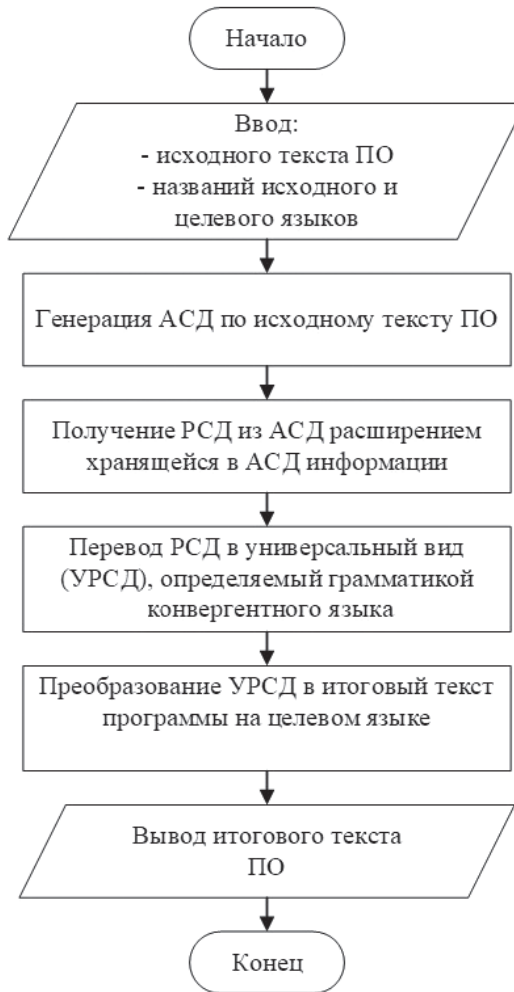 Начало
Ввод:
- исходного текста ПО
- названий исходного и
целевого языков
Генерация АСД по исходному тексту ПО
Получение РСД из АСД расширением
хранящейся в АСД информации
Перевод РСД в универсальный вид
(УРСД), определяемый грамматикой
конвергентного языка
Преобразование УРСД в итоговый текст
программы на целевом языке
Вывод итогового текста
ПО
Конец